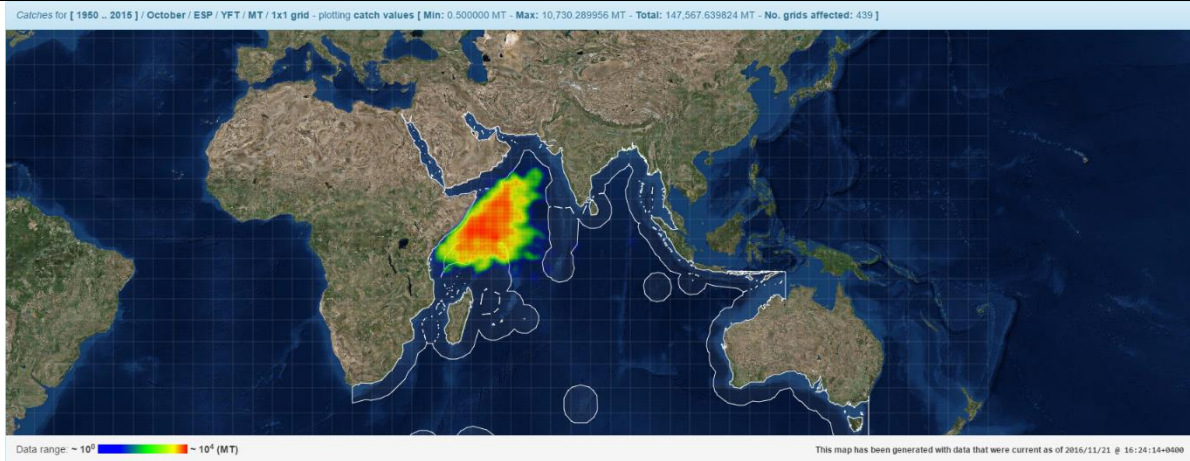 Catches for [ 1950 .. 2015 ] / October / ESP / YFT / MT / 1x1 grid - plotting catch values [ Min: 0.500000 MT - Max: 10,730.289956 MT - Total: 147,567.639824 MT - No. grids affected: 439 ]
Data range: ~ 10⁰ ~ 10⁴ (MT)
This map has been generated with data that were current as of 2016/11/21 @ 16:24:14+0400